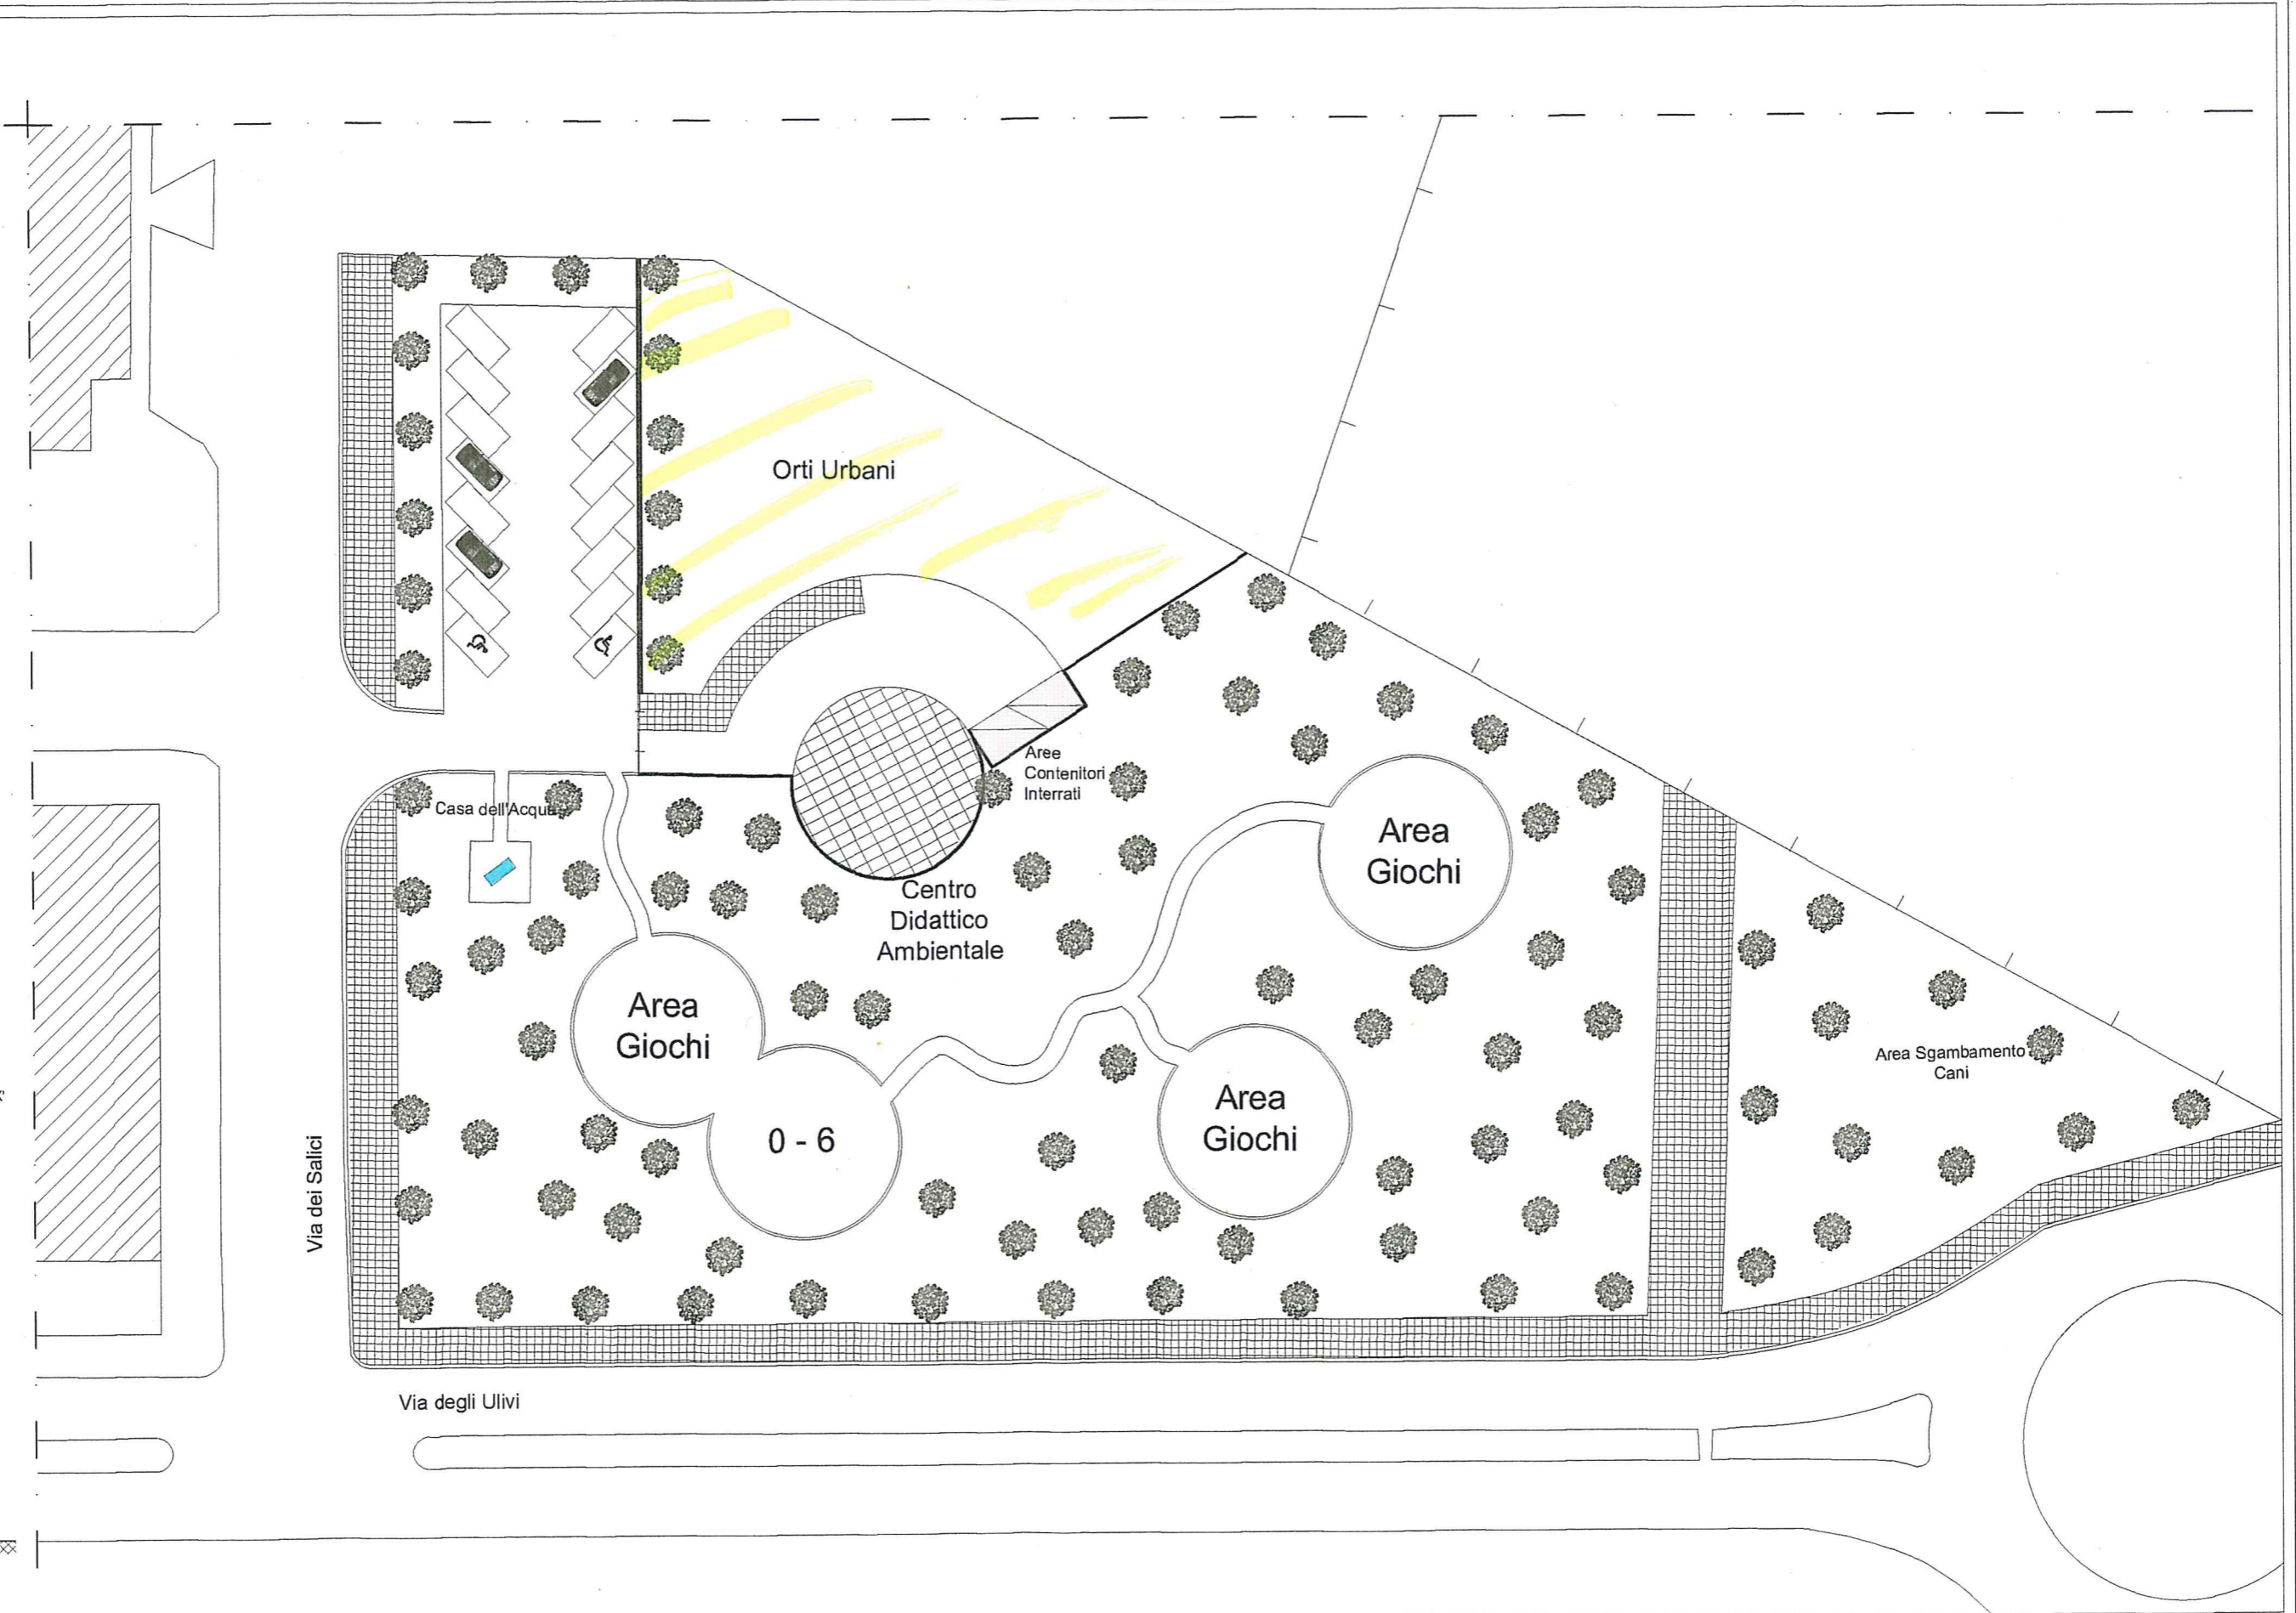 Orti Urbani
Aree
Contenitori
Interrati
Casa dell'Acqua
Area
Giochi
Centro
Didattico
Ambientale
Area
Giochi
Area Sgambamento
Cani
Area
Giochi
0 - 6
Via dei Salici
Via degli Ulivi